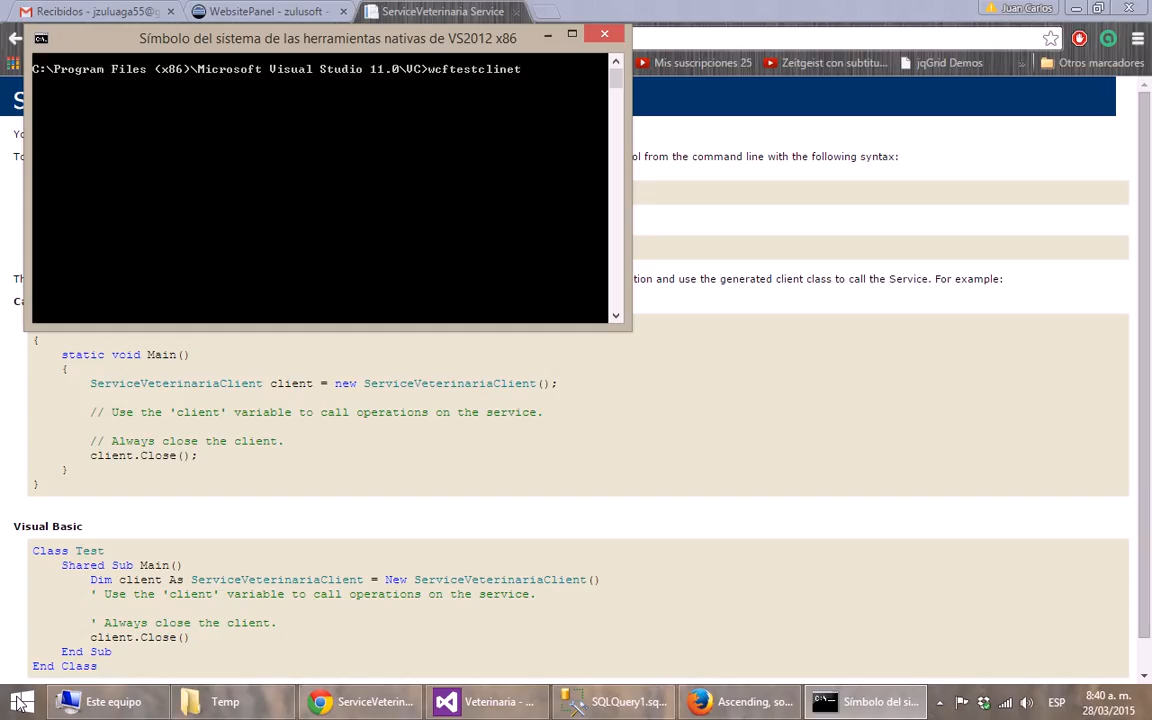 Recibidos - jzuluaga55@g
WebsitePanel - zulusoft -
ServiceVeterinaria Service
Juan Carlos
Símbolo del sistema de las herramientas nativas de VS2012 x86
C:\Program Files (x86)\Microsoft Visual Studio 11.0\VC>wcftestclinet
Mis suscripciones 25
Zeitgeist con subtitu
jqGrid Demos
»
Otros marcadores
S
Yo
To
ol from the command line with the following syntax:
Th
tion and use the generated client class to call the Service. For example:
C
{
static void Main()
{
ServiceVeterinariaClient client = new ServiceVeterinariaClient();
// Use the 'client' variable to call operations on the service.
// Always close the client.
client.Close();
}
}
Visual Basic
Class Test
Shared Sub Main()
Dim client As ServiceVeterinariaClient = New ServiceVeterinariaClient()
' Use the 'client' variable to call operations on the service.
' Always close the client.
client.Close()
End Sub
End Class
Este equipo
Temp
ServiceVeterin...
Veterinaria - ...
SQLQuery1.sq...
Ascending, so...
Símbolo del si...
ESP
8:40 a. m.
28/03/2015